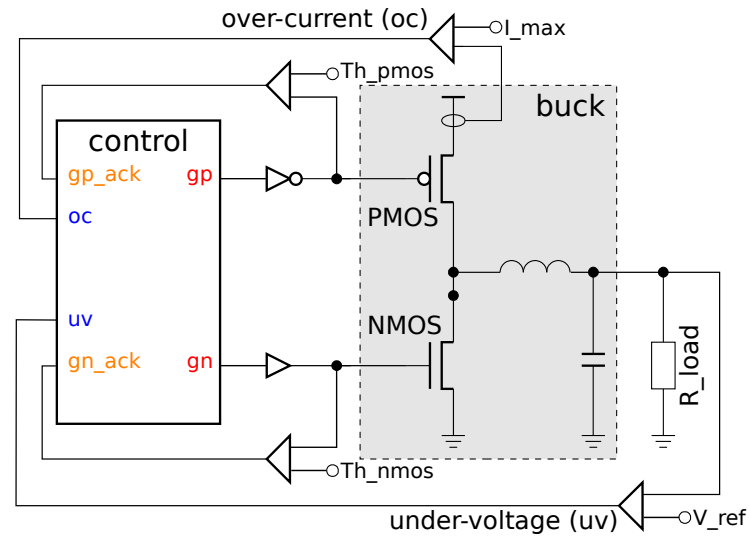 over-current (oc)
I_max
Th_pmos
buck
control
gp_ack
gp
oc
PMOS
uv
NMOS
gn_ack
gn
R_load
Th_nmos
under-voltage (uv)
V_ref